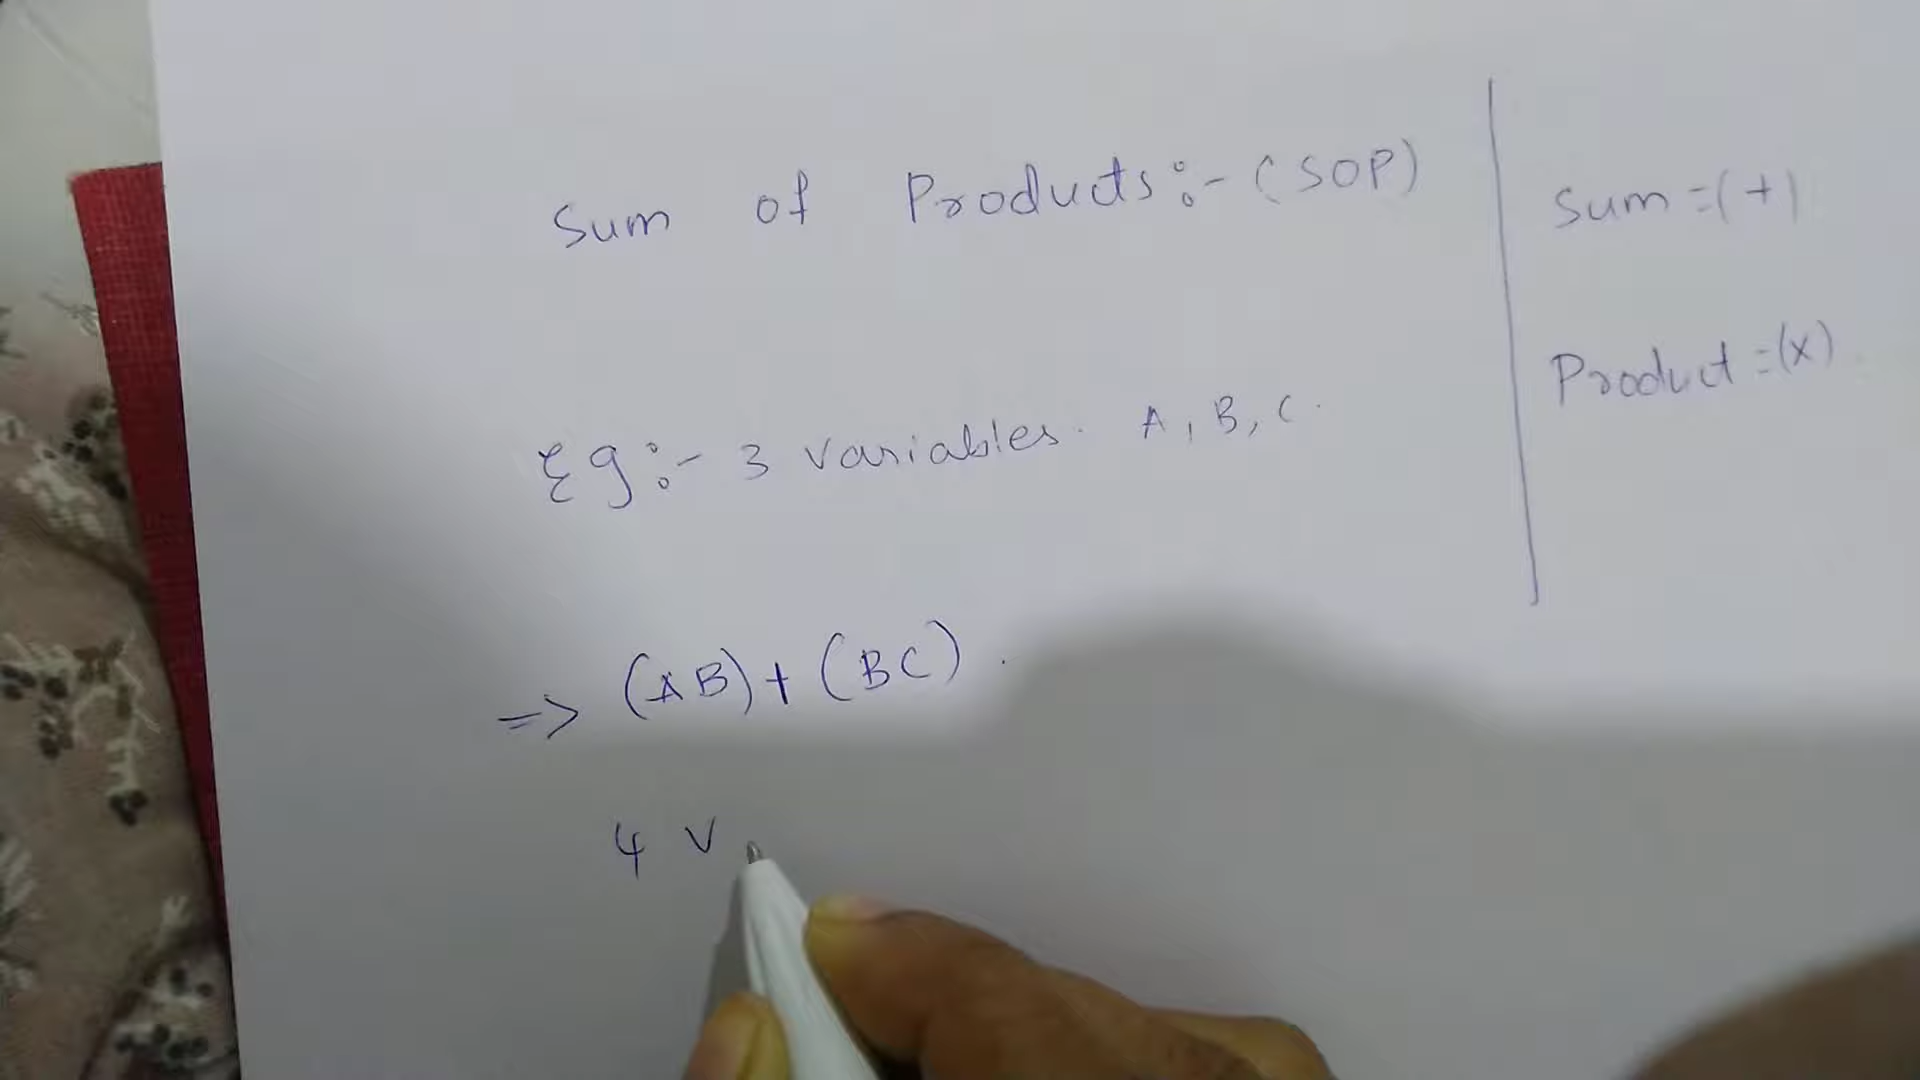 Sum of Products:- (SOP)
Eg:- 3 variables. A, B, C.
=> (AB) + (BC).
4 V
Sum = (+)
Product = (x).